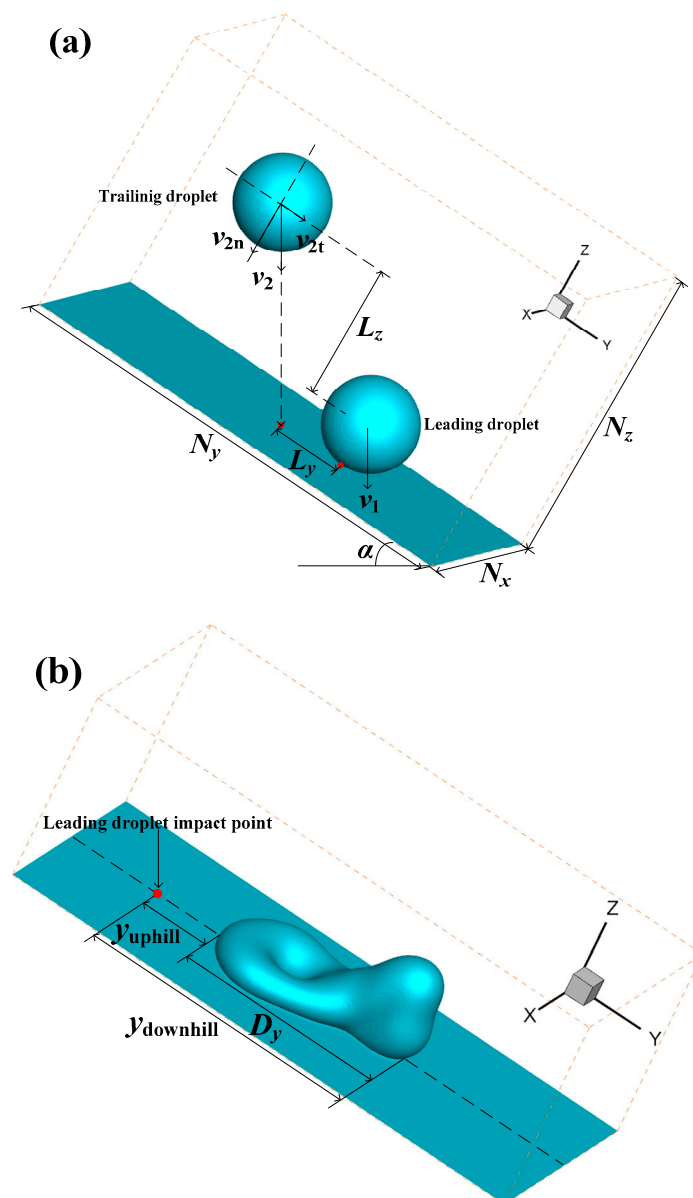 (a)
Trailinig droplet
v2n
v2t
v2
Z
X
Y
Lz
Leading droplet
Nz
Ny
Ly
v1
α
Nx
(b)
Leading droplet impact point
Z
yuphill
X
Y
Dy
ydownhill